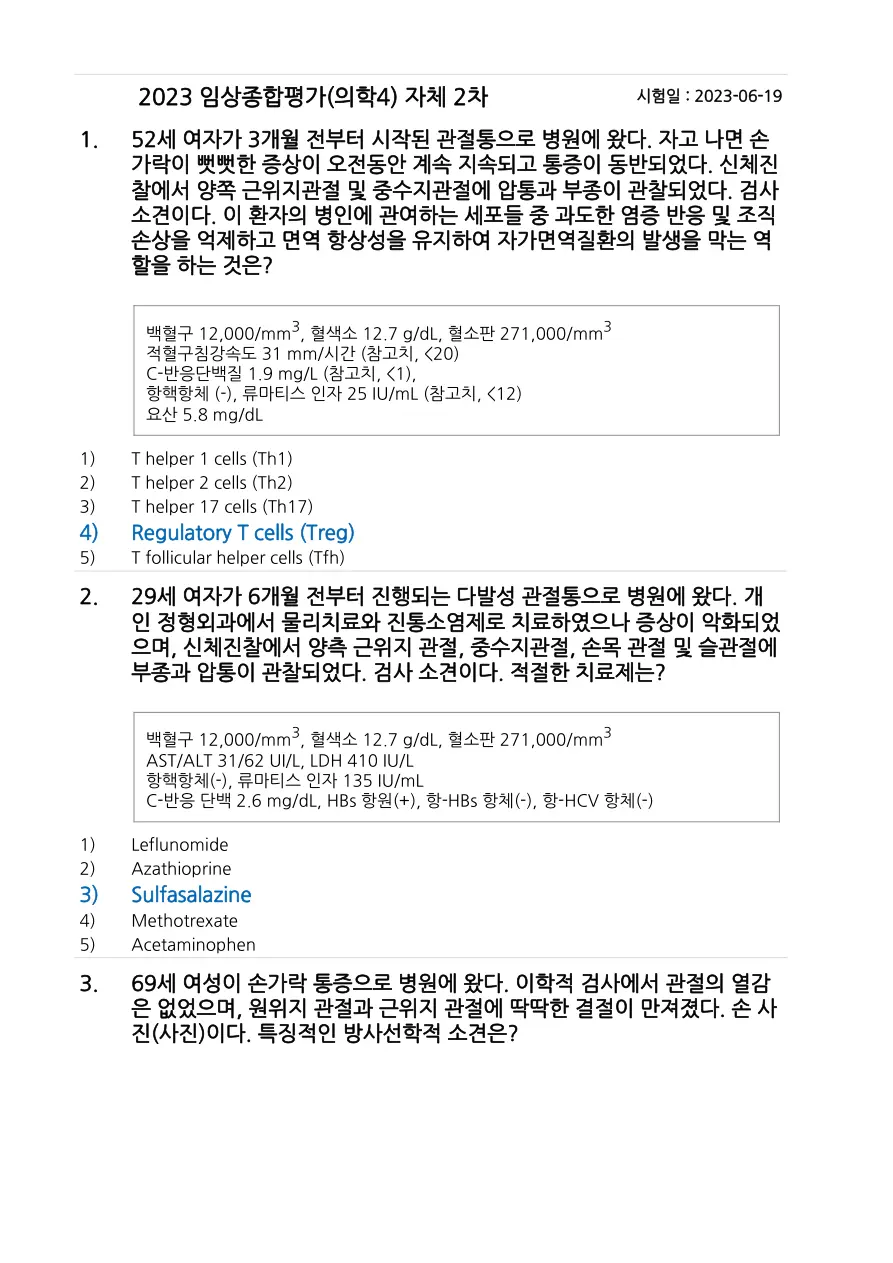 2023 임상종합평가(의학4) 자체 2차
시험일 : 2023-06-19
1. 52세 여자가 3개월 전부터 시작된 관절통으로 병원에 왔다. 자고 나면 손
가락이 뻣뻣한 증상이 오전동안 계속 지속되고 통증이 동반되었다. 신체진
찰에서 양쪽 근위지관절 및 중수지관절에 압통과 부종이 관찰되었다. 검사
소견이다. 이 환자의 병인에 관여하는 세포들 중 과도한 염증 반응 및 조직
손상을 억제하고 면역 항상성을 유지하여 자가면역질환의 발생을 막는 역
할을 하는 것은?
백혈구 12,000/mm³, 혈색소 12.7 g/dL, 혈소판 271,000/mm³
적혈구침강속도 31 mm/시간 (참고치, <20)
C-반응단백질 1.9 mg/L (참고치, <1),
항핵항체 (-), 류마티스 인자 25 IU/mL (참고치, <12)
요산 5.8 mg/dL
1) T helper 1 cells (Th1)
2) T helper 2 cells (Th2)
3) T helper 17 cells (Th17)
4) Regulatory T cells (Treg)
5) T follicular helper cells (Tfh)
2. 29세 여자가 6개월 전부터 진행되는 다발성 관절통으로 병원에 왔다. 개
인 정형외과에서 물리치료와 진통소염제로 치료하였으나 증상이 악화되었
으며, 신체진찰에서 양측 근위지 관절, 중수지관절, 손목 관절 및 슬관절에
부종과 압통이 관찰되었다. 검사 소견이다. 적절한 치료제는?
백혈구 12,000/mm³, 혈색소 12.7 g/dL, 혈소판 271,000/mm³
AST/ALT 31/62 UI/L, LDH 410 IU/L
항핵항체(-), 류마티스 인자 135 IU/mL
C-반응 단백 2.6 mg/dL, HBs 항원(+), 항-HBs 항체(-), 항-HCV 항체(-)
1) Leflunomide
2) Azathioprine
3) Sulfasalazine
4) Methotrexate
5) Acetaminophen
3. 69세 여성이 손가락 통증으로 병원에 왔다. 이학적 검사에서 관절의 열감
은 없었으며, 원위지 관절과 근위지 관절에 딱딱한 결절이 만져졌다. 손 사
진(사진)이다. 특징적인 방사선학적 소견은?